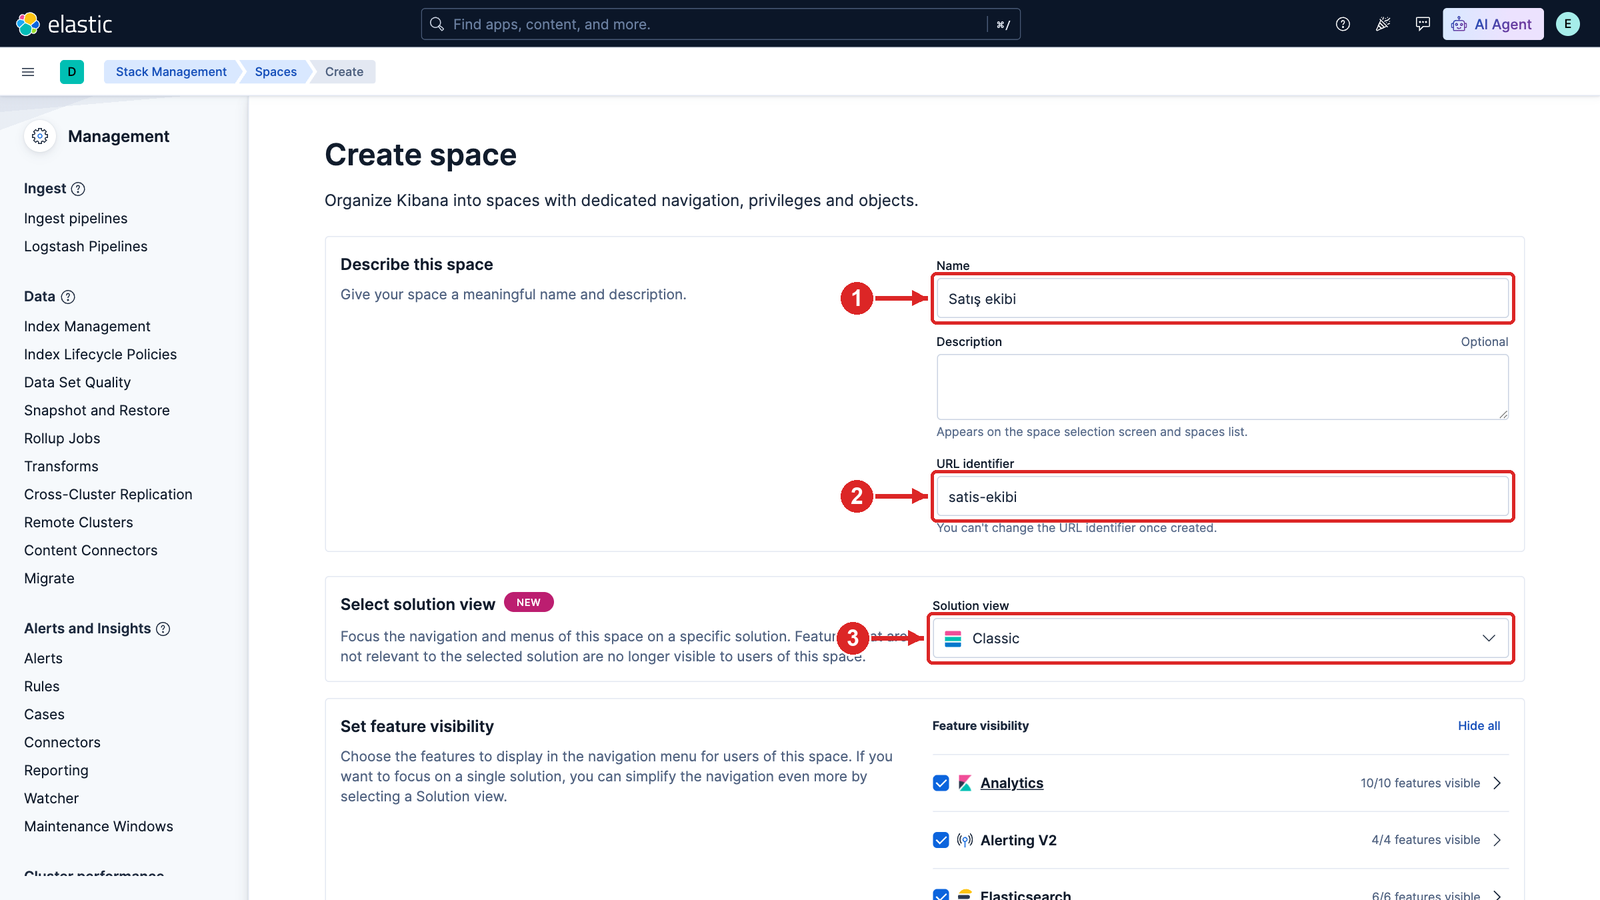 elastic
Find apps, content, and more.
⌘/
AI Agent
E
D
Stack Management
Spaces
Create
Management
Ingest
Ingest pipelines
Logstash Pipelines
Data
Index Management
Index Lifecycle Policies
Data Set Quality
Snapshot and Restore
Rollup Jobs
Transforms
Cross-Cluster Replication
Remote Clusters
Content Connectors
Migrate
Alerts and Insights
Alerts
Rules
Cases
Connectors
Reporting
Watcher
Maintenance Windows
Cluster performance
Create space
Organize Kibana into spaces with dedicated navigation, privileges and objects.
Describe this space
Give your space a meaningful name and description.
Name
1
Satış ekibi
Description
Optional
Appears on the space selection screen and spaces list.
URL identifier
2
satis-ekibi
You can't change the URL identifier once created.
Select solution view NEW
Focus the navigation and menus of this space on a specific solution. Features that are
not relevant to the selected solution are no longer visible to users of this space.
Solution view
3
Classic
Set feature visibility
Choose the features to display in the navigation menu for users of this space. If you
want to focus on a single solution, you can simplify the navigation even more by
selecting a Solution view.
Feature visibility
Hide all
Analytics
10/10 features visible
Alerting V2
4/4 features visible
Elasticsearch
6/6 features visible